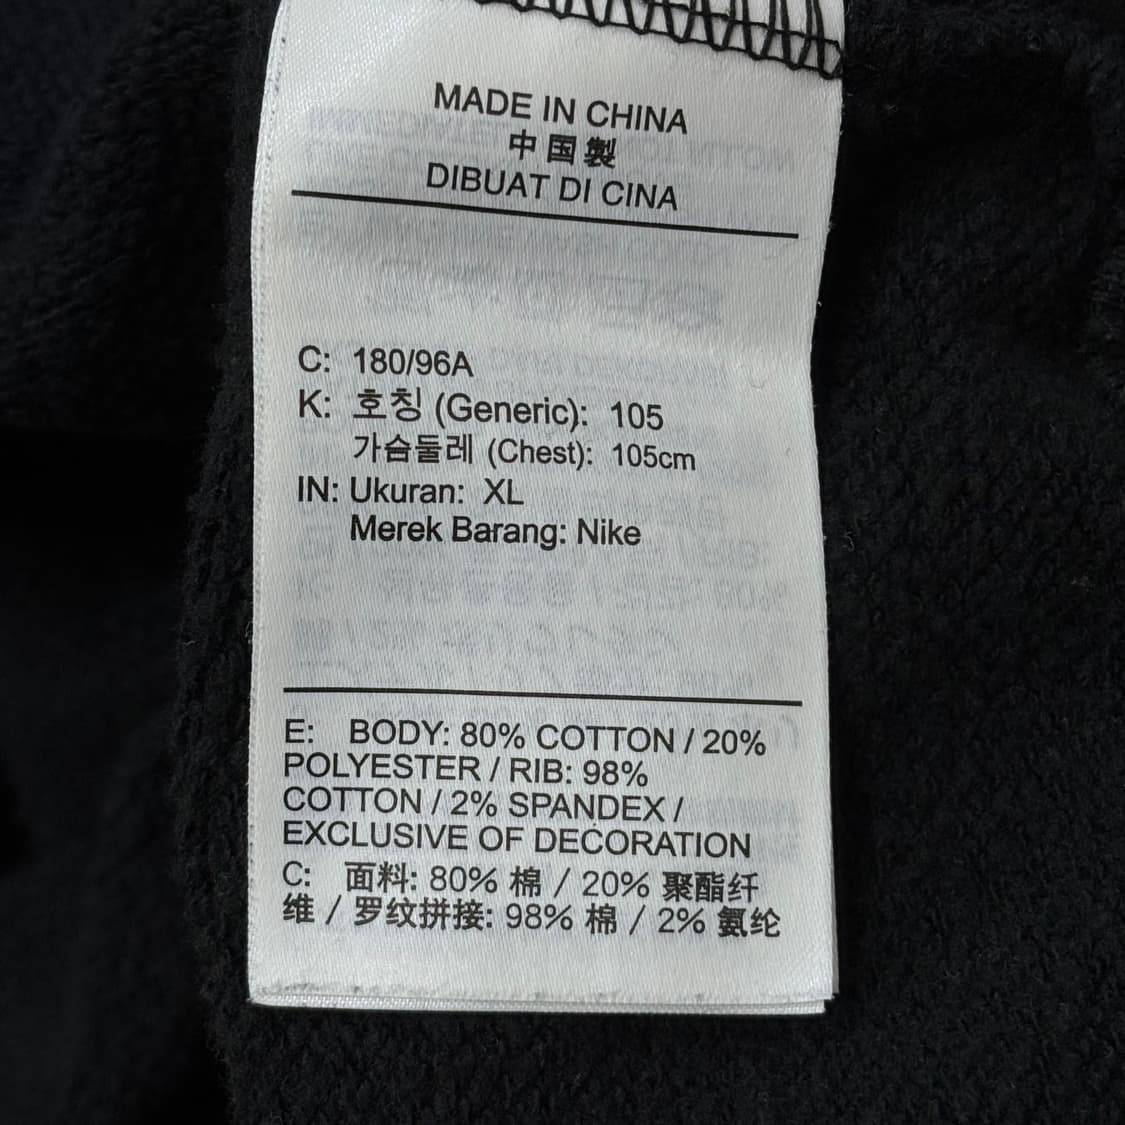 MADE IN CHINA
中国製
DIBUAT DI CINA
C: 180/96A
K: 호칭 (Generic): 105
가슴둘레 (Chest): 105cm
IN: Ukuran: XL
Merek Barang: Nike
E: BODY: 80% COTTON / 20%
POLYESTER / RIB: 98%
COTTON / 2% SPANDEX /
EXCLUSIVE OF DECORATION
C: 面料: 80% 棉 / 20% 聚酯纤
维 / 罗纹拼接: 98% 棉 / 2% 氨纶